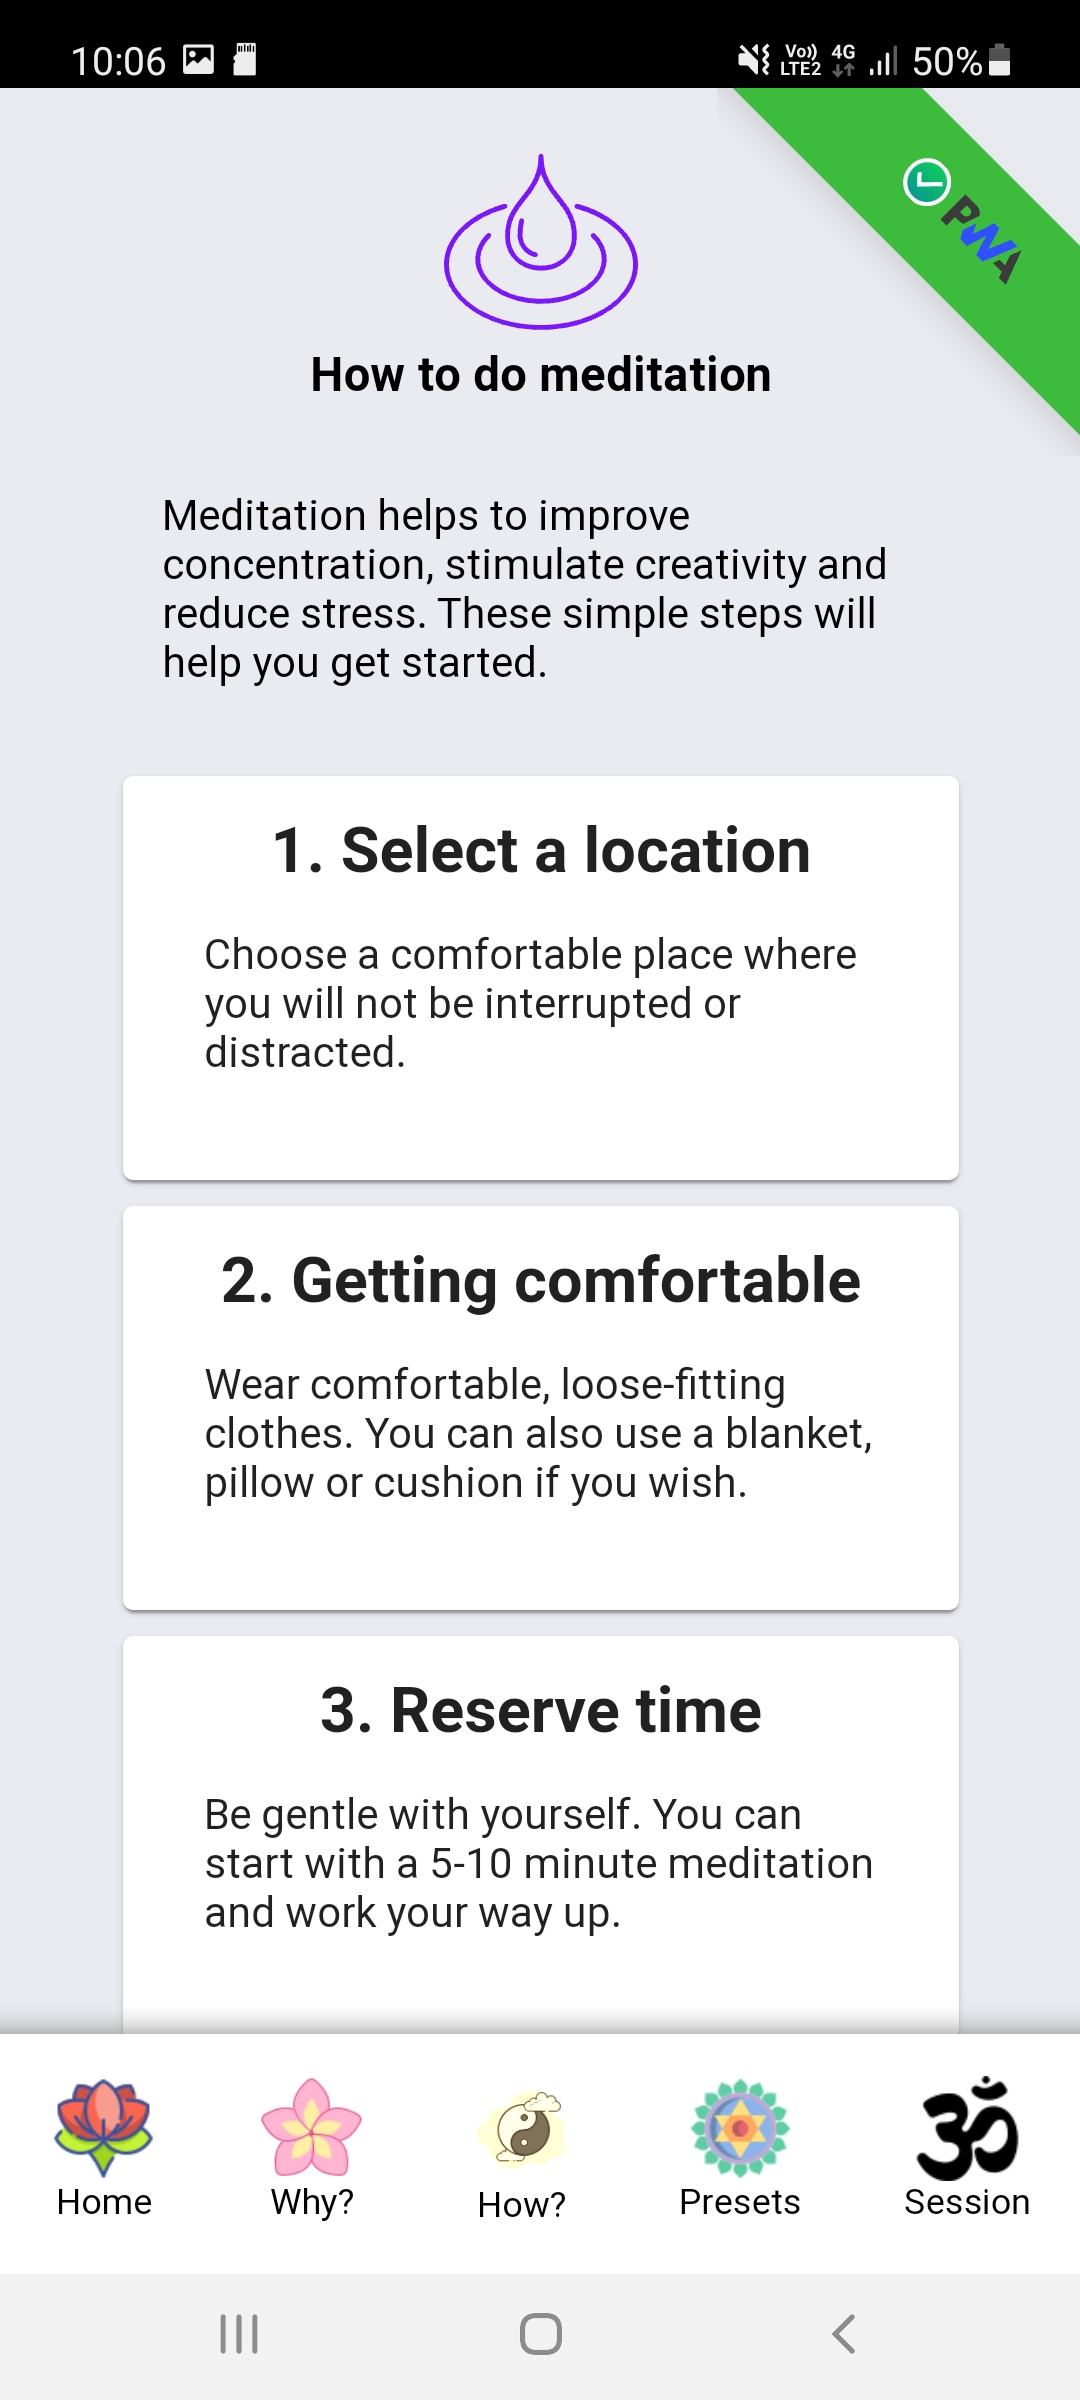 10:06
Vo)) LTE2 4G 50%
PWA
How to do meditation
Meditation helps to improve
concentration, stimulate creativity and
reduce stress. These simple steps will
help you get started.
1. Select a location
Choose a comfortable place where
you will not be interrupted or
distracted.
2. Getting comfortable
Wear comfortable, loose-fitting
clothes. You can also use a blanket,
pillow or cushion if you wish.
3. Reserve time
Be gentle with yourself. You can
start with a 5-10 minute meditation
and work your way up.
ॐ
Home Why? How? Presets Session